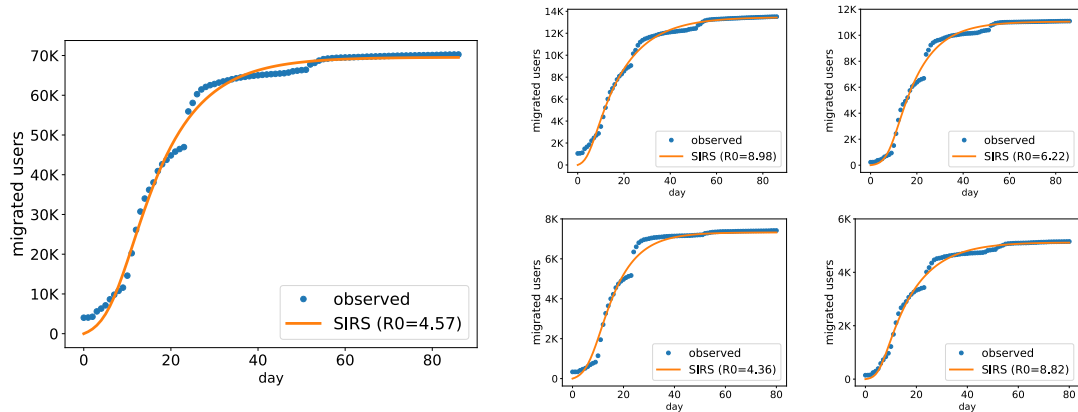 70K
60K
50K
40K
30K
20K
10K
0
migrated users
0 20 40 60 80
day
observed
SIRS (R0=4.57)
14K
12K
10K
8K
6K
4K
2K
0
migrated users
0 20 40 60 80
day
observed
SIRS (R0=8.98)
12K
10K
8K
6K
4K
2K
0
migrated users
0 20 40 60 80
day
observed
SIRS (R0=6.22)
8K
6K
4K
2K
0
migrated users
0 20 40 60 80
day
observed
SIRS (R0=4.36)
6K
4K
2K
0
migrated users
0 20 40 60 80
day
observed
SIRS (R0=8.82)